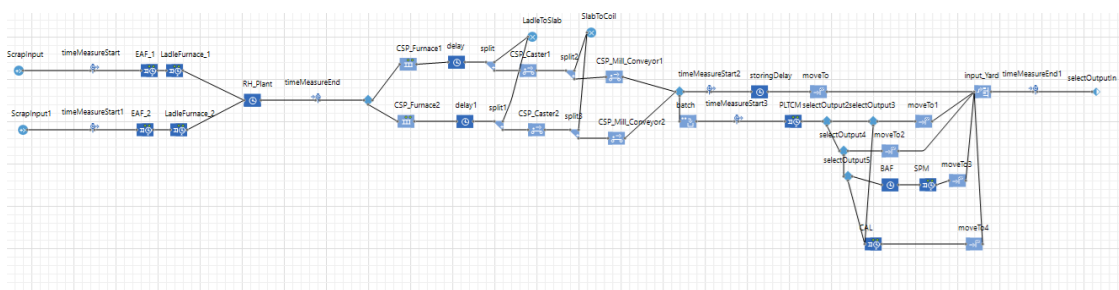 LadleToSlab
SlabToCoil
ScrapInput
timeMeasureStart
EAF_1
LadleFurnace_1
RH_Plant
timeMeasureEnd
CSP_Furnace1
delay
split
CSP_Caster1
split2
CSP_Mill_Conveyor1
timeMeasureStart2
storingDelay
moveTo
input_Yard
timeMeasureEnd1
selectOutputIn
ScrapInput1
timeMeasureStart1
EAF_2
LadleFurnace_2
CSP_Furnace2
delay1
split1
CSP_Caster2
split3
CSP_Mill_Conveyor2
batch
timeMeasureStart3
PLTCM
selectOutput2
selectOutput3
moveTo1
selectOutput4
moveTo2
selectOutput5
BAF
SPM
moveTo3
CAL
moveTo4